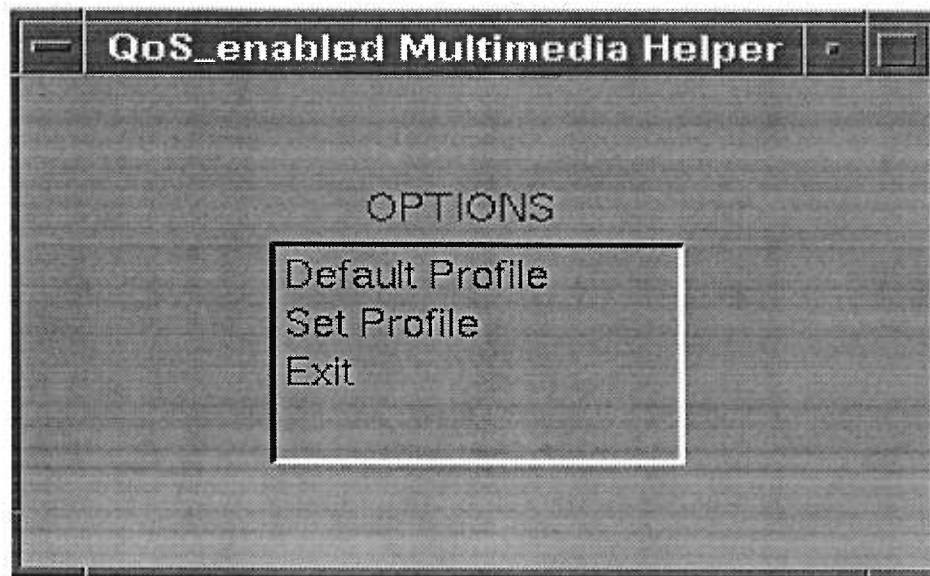 QoS_enabled Multimedia Helper
OPTIONS
Default Profile
Set Profile
Exit